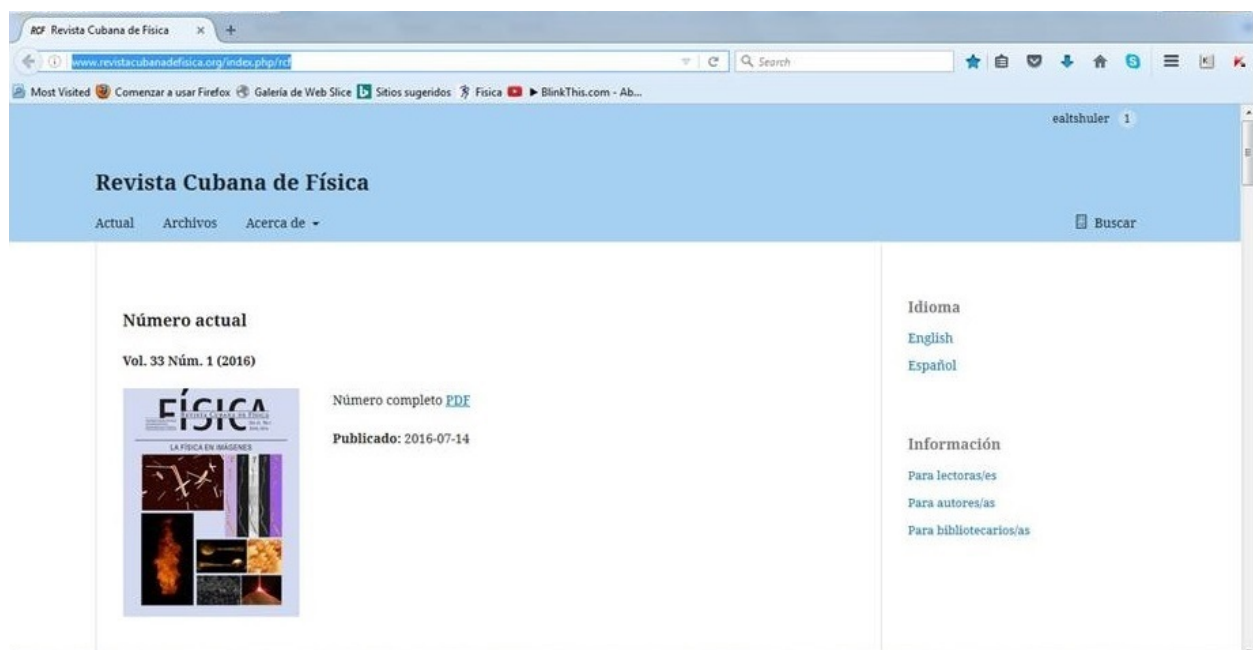 RCF Revista Cubana de Física
www.revistacubanadefisica.org/index.php/rcf
Search
Most Visited Comenzar a usar Firefox Galería de Web Slice Sitios sugeridos Fisica BlinkThis.com - Ab...
ealtshuler 1
Revista Cubana de Física
Actual Archivos Acerca de
Buscar
Número actual
Vol. 33 Núm. 1 (2016)
FÍSICA
Revista Cubana de Física
LA FÍSICA EN IMÁGENES
Número completo PDF
Publicado: 2016-07-14
Idioma
English
Español
Información
Para lectoras/es
Para autores/as
Para bibliotecarios/as